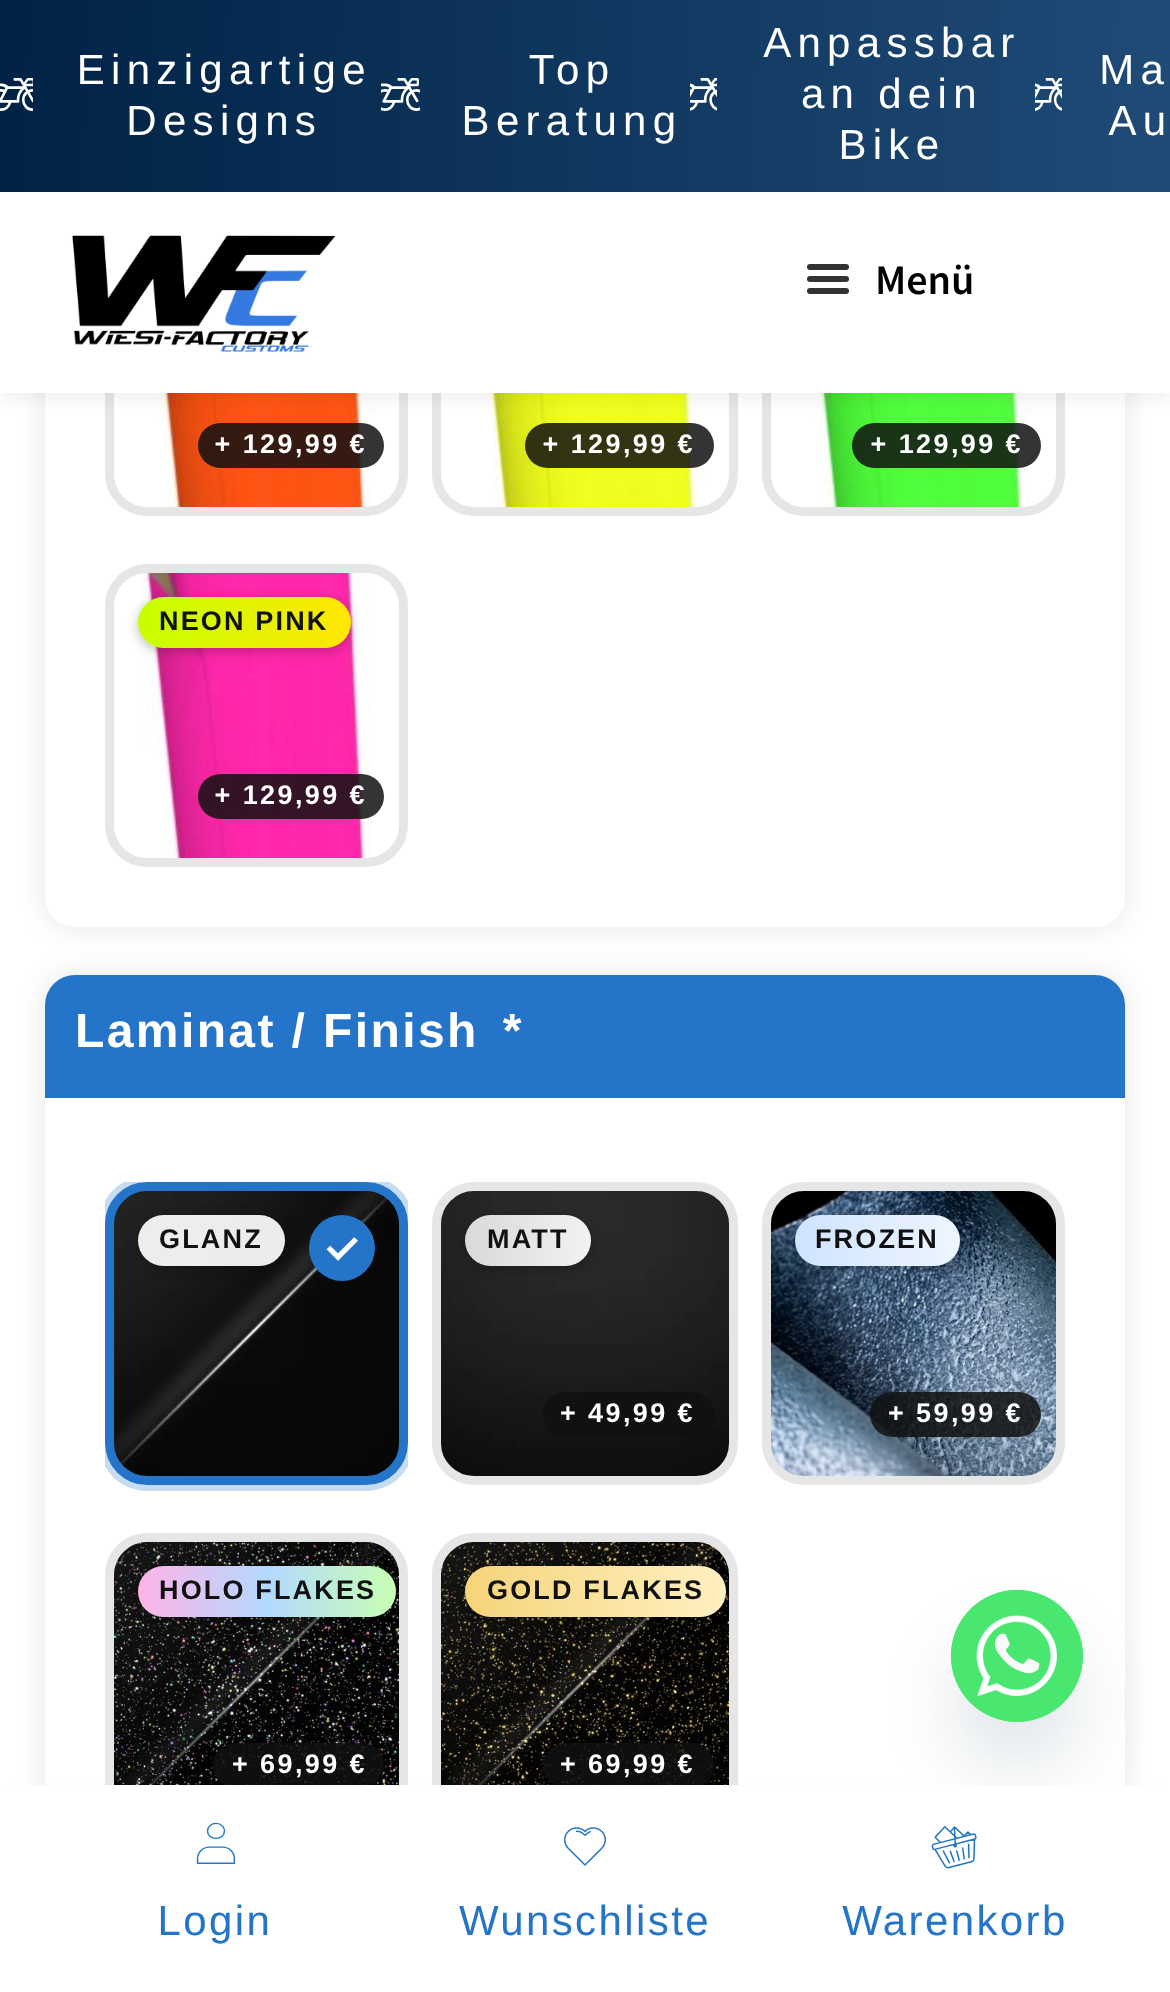 Einzigartige
Designs
Top
Beratung
Anpassbar
an dein
Bike
Ma
Au
WFC
WiESi-FACTORY
CUSTOMS
Menü
+ 129,99 €
+ 129,99 €
+ 129,99 €
NEON PINK
+ 129,99 €
Laminat / Finish *
GLANZ
MATT
FROZEN
+ 49,99 €
+ 59,99 €
HOLO FLAKES
GOLD FLAKES
+ 69,99 €
+ 69,99 €
Login
Wunschliste
Warenkorb